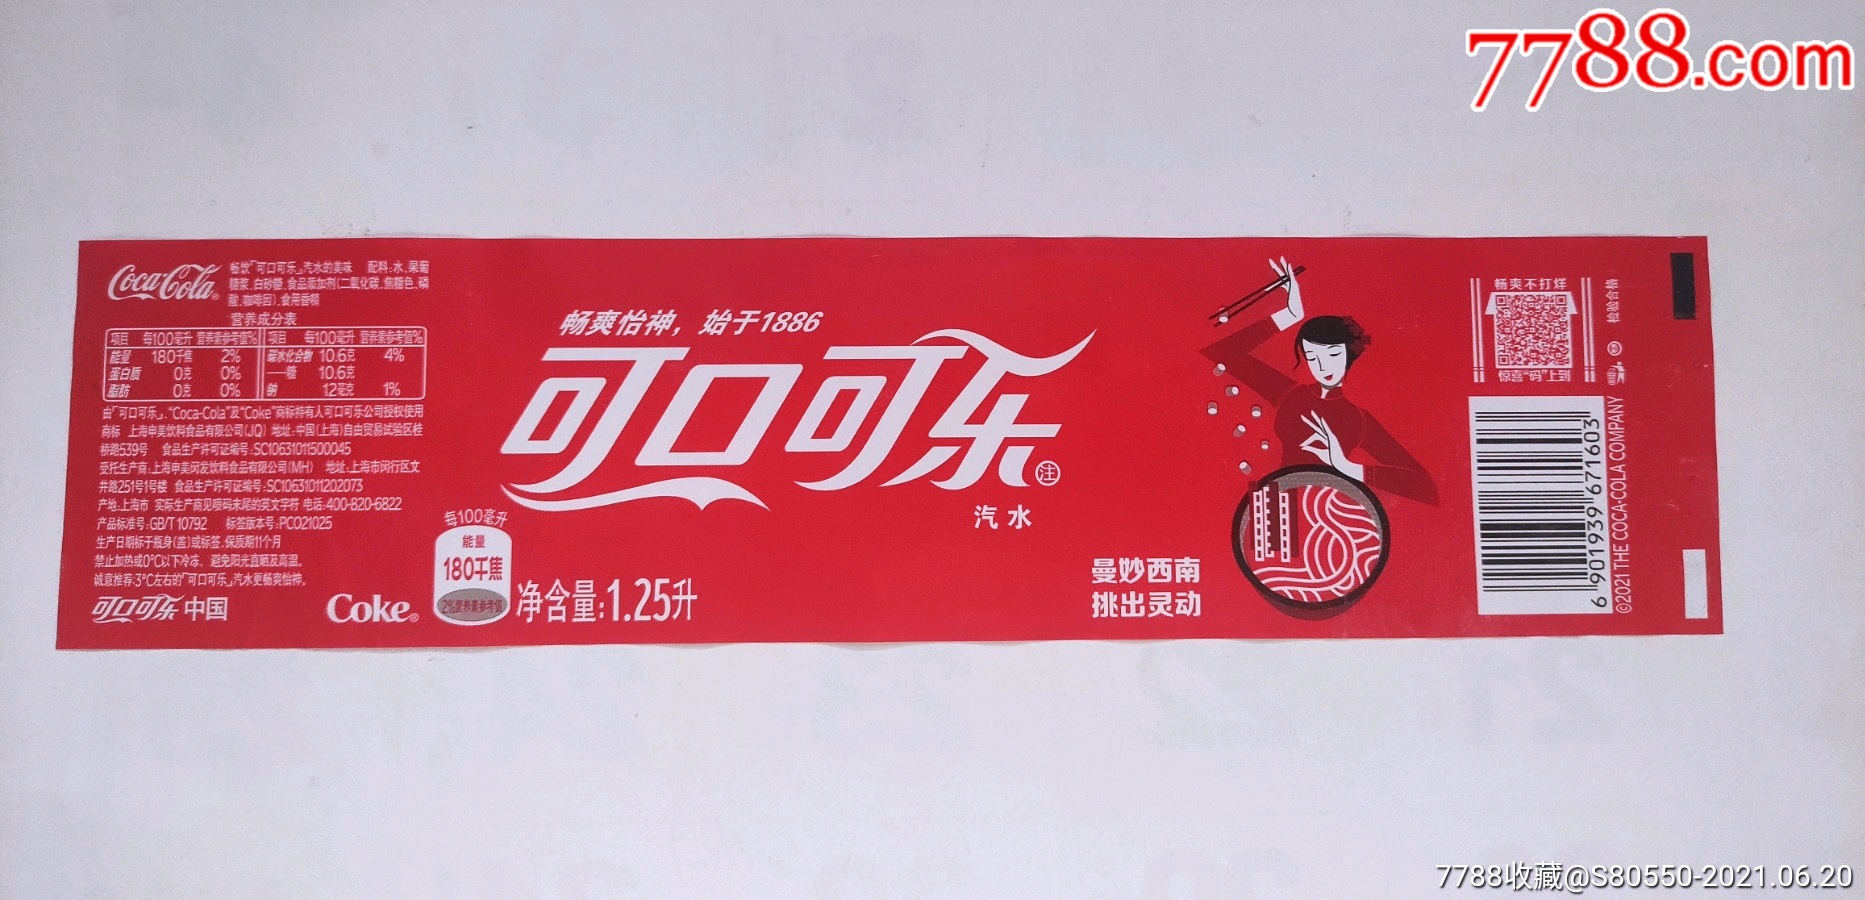 7788.com
Coca-Cola®
畅饮「可口可乐」汽水的美味 配料:水、果葡
糖浆、白砂糖、食品添加剂(二氧化碳、焦糖色、磷
酸、咖啡因)、食用香精
营养成分表
项目 每100毫升 营养素参考值% 项目 每100毫升 营养素参考值%
能量 180千焦 2% 碳水化合物 10.6克 4%
蛋白质 0克 0% —糖 10.6克
脂肪 0克 0% 钠 12毫克 1%
由「可口可乐」、“Coca-Cola”及“Coke”商标持有人可口可乐公司授权使用
商标 上海申美饮料食品有限公司(JQ) 地址:中国(上海)自由贸易试验区桂
桥路539号 食品生产许可证编号:SC10631011500045
受托生产商:上海申美闵发饮料食品有限公司(MH) 地址:上海市闵行区文
井路251号1号楼 食品生产许可证编号:SC10631011202073
产地:上海市 实际生产商见喷码末尾的英文字符 电话:400-820-6822
产品标准号:GB/T 10792 标签版本号:PC021025
生产日期标于瓶身(盖)或标签,保质期11个月
禁止加热或0℃以下冷冻、避免阳光直晒及高温。
诚意推荐:3℃左右的「可口可乐」汽水更畅爽怡神。
可口可乐中国
Coke®
每100毫升
能量
180千焦
2%营养素参考值
净含量:1.25升
畅爽怡神，始于1886
可口可乐
注
汽水
曼妙西南
挑出灵动
畅爽不打烊
惊喜“码”上到
检验合格
6 901939 671603
©2021 THE COCA-COLA COMPANY
7788收藏@S80550-2021.06.20